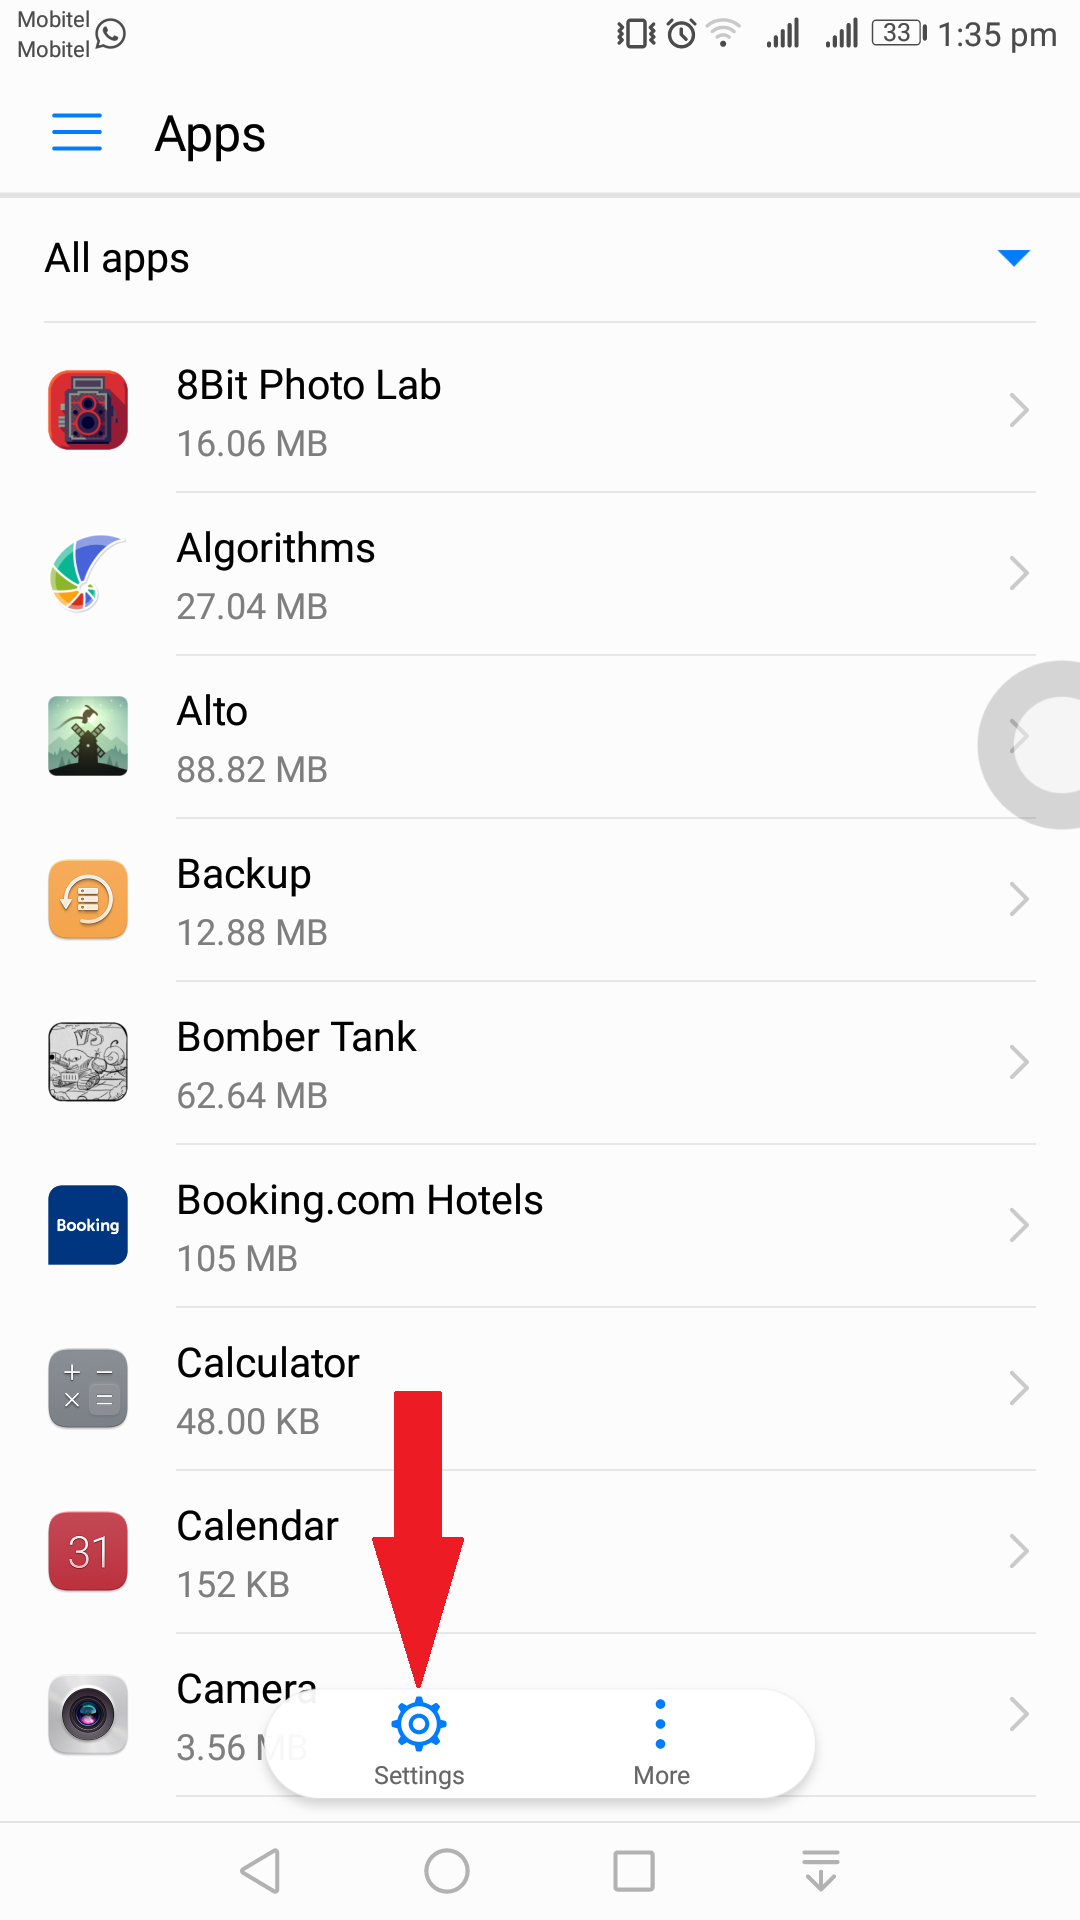 Mobitel
Mobitel
33 1:35 pm
Apps
All apps
8Bit Photo Lab
16.06 MB
Algorithms
27.04 MB
Alto
88.82 MB
Backup
12.88 MB
VS
Bomber Tank
62.64 MB
Booking
Booking.com Hotels
105 MB
+ −
× =
Calculator
48.00 KB
31
Calendar
152 KB
Camera
3.56 MB
Settings
More